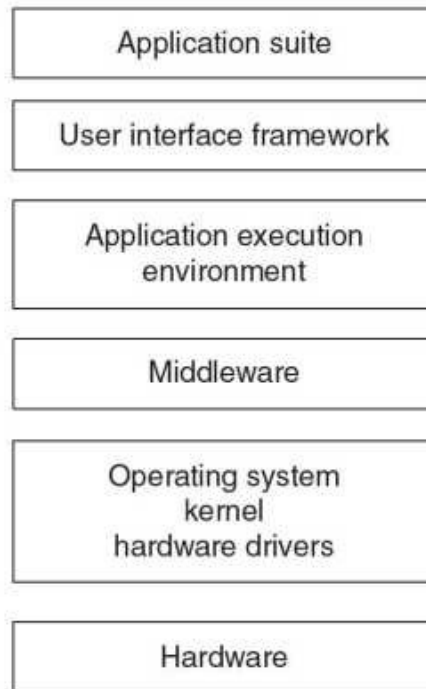 Application suite
User interface framework
Application execution
environment
Middleware
Operating system
kernel
hardware drivers
Hardware